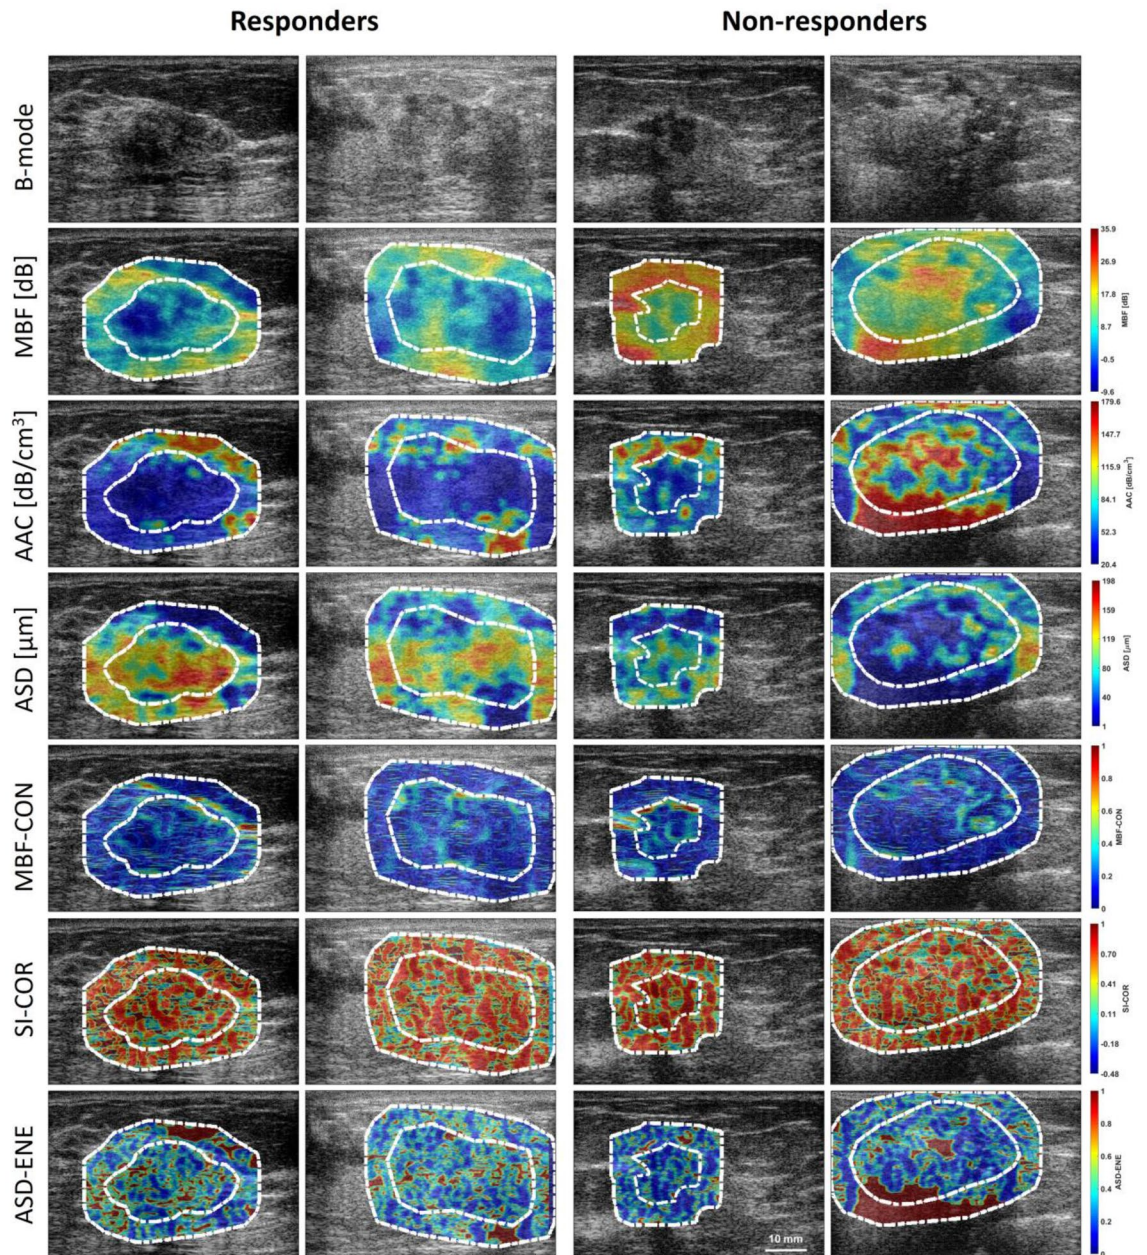 Responders Non-responders
B-mode
MBF [dB]
35.9
26.9
17.8
8.7
-0.5
-9.6
MBF [dB]
AAC [dB/cm³]
179.6
147.7
115.9
84.1
52.3
20.4
AAC [dB/cm³]
ASD [µm]
198
159
119
80
40
1
ASD [µm]
MBF-CON
1
0.8
0.6
0.4
0.2
0
MBF-CON
SI-COR
1
0.70
0.41
0.11
-0.18
-0.48
SI-COR
ASD-ENE
10 mm
1
0.8
0.6
0.4
0.2
0
ASD-ENE